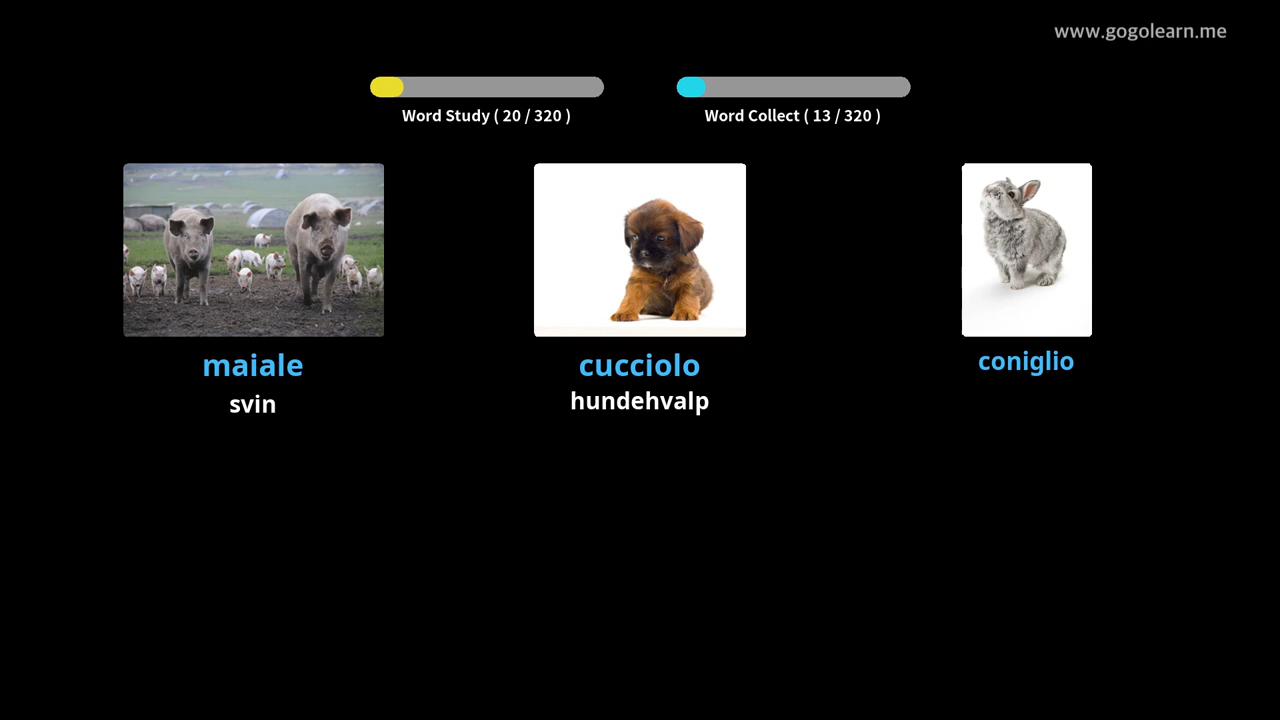 www.gogolearn.me
Word Study ( 20 / 320 )
Word Collect ( 13 / 320 )
maiale
cucciolo
coniglio
svin
hundehvalp